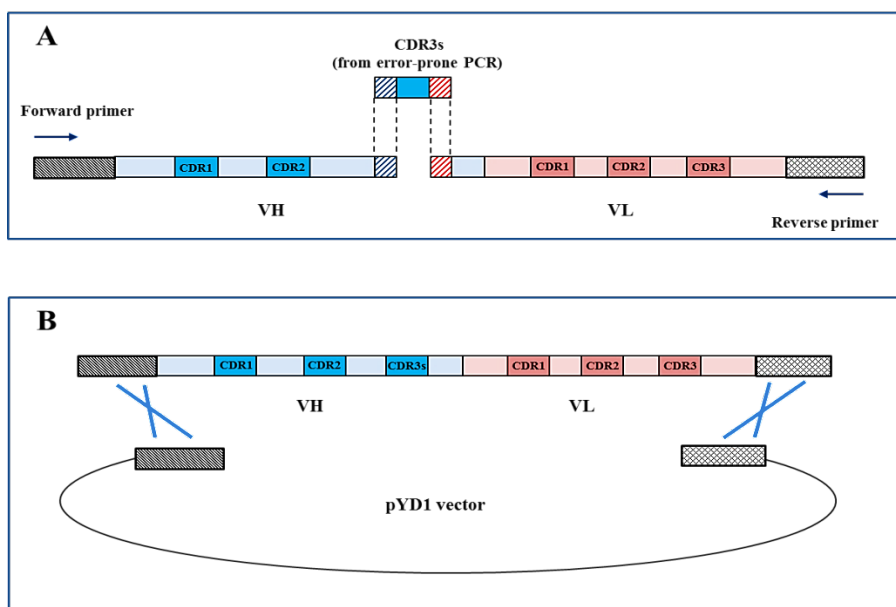 A
CDR3s
(from error-prone PCR)
Forward primer
CDR1 CDR2 CDR1 CDR2 CDR3
VH VL
Reverse primer
B
CDR1 CDR2 CDR3s CDR1 CDR2 CDR3
VH VL
pYD1 vector